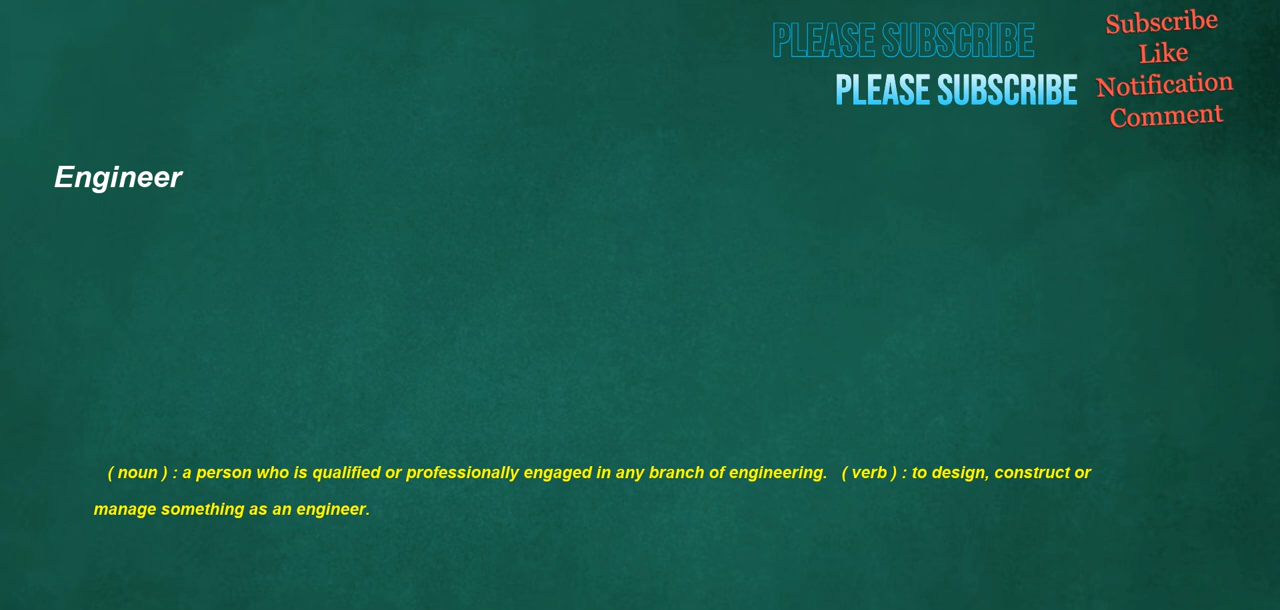 PLEASE SUBSCRIBE
PLEASE SUBSCRIBE
Subscribe
Like
Notification
Comment
Engineer
( noun ) : a person who is qualified or professionally engaged in any branch of engineering. ( verb ) : to design, construct or
manage something as an engineer.